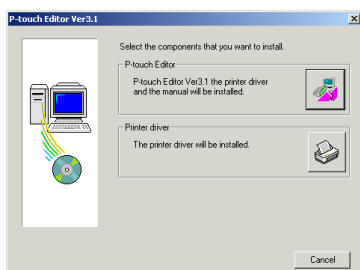 P-touch Editor Ver3.1
Select the components that you want to install.
P-touch Editor
P-touch Editor Ver3.1 the printer driver
and the manual will be installed.
Printer driver
The printer driver will be installed.
Cancel